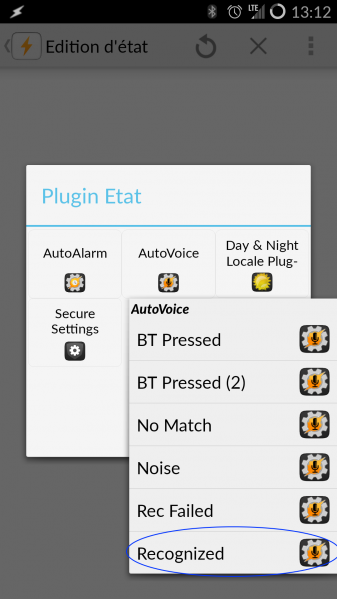 LTE 13:12
Edition d'état
Plugin Etat
AutoAlarm
AutoVoice
Day & Night
Locale Plug-
Secure
Settings
AutoVoice
BT Pressed
BT Pressed (2)
No Match
Noise
Rec Failed
Recognized